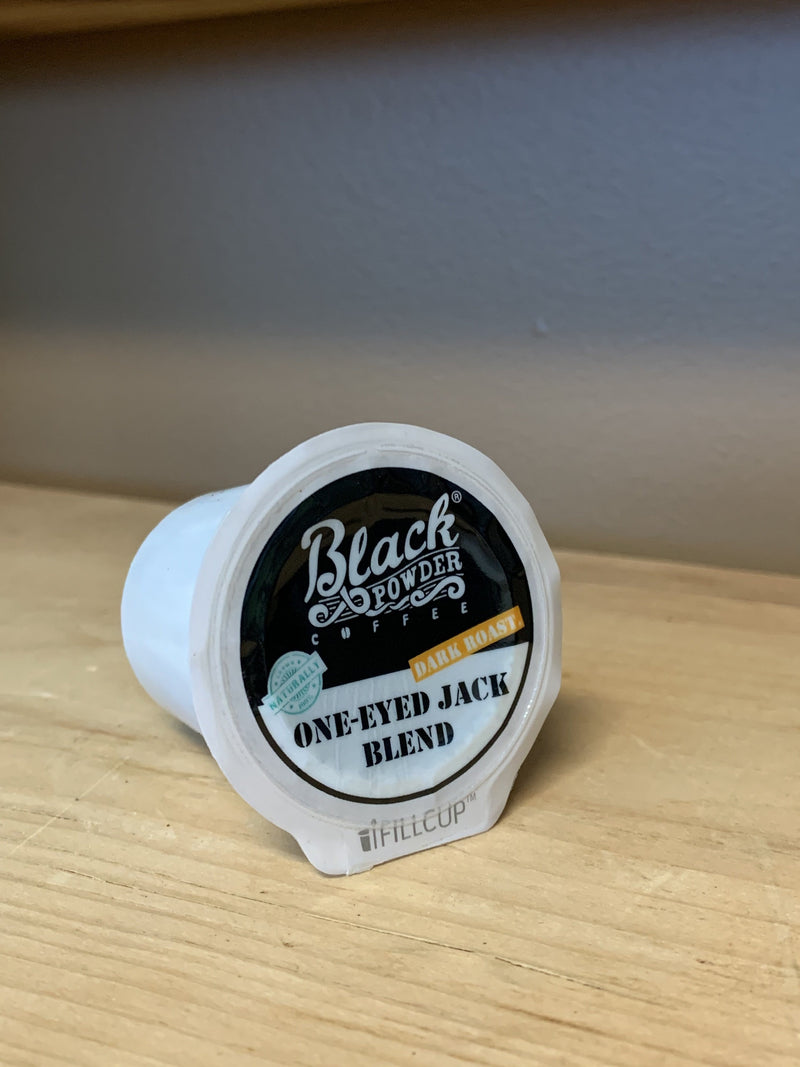 Black®
POWDER
COFFEE
DARK ROAST.
NATURALLY
ONE-EYED JACK
BLEND
iFILLCUP™